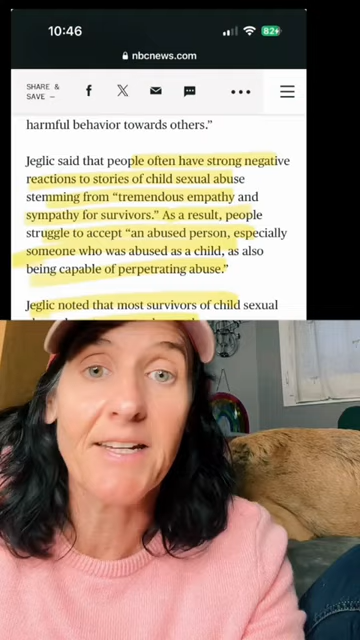 10:46
82+
nbcnews.com
SHARE &
SAVE —
harmful behavior towards others."
Jeglic said that people often have strong negative
reactions to stories of child sexual abuse
stemming from “tremendous empathy and
sympathy for survivors.” As a result, people
struggle to accept “an abused person, especially
someone who was abused as a child, as also
being capable of perpetrating abuse.”
Jeglic noted that most survivors of child sexual